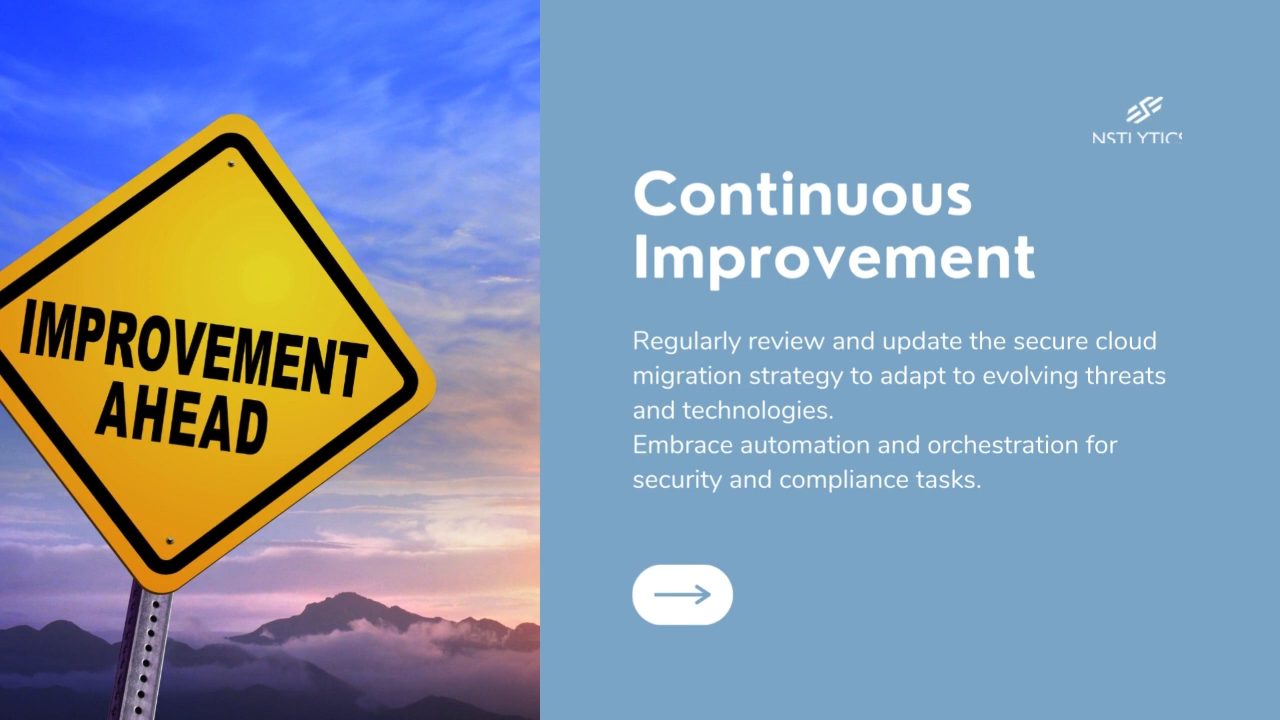 IMPROVEMENT
AHEAD
Continuous
Improvement
Regularly review and update the secure cloud
migration strategy to adapt to evolving threats
and technologies.
Embrace automation and orchestration for
security and compliance tasks.